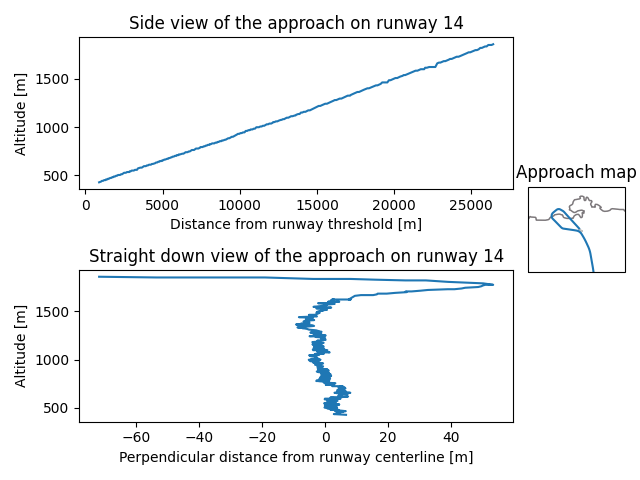 Side view of the approach on runway 14
Altitude [m]
1500
1000
500
0
5000
10000
15000
20000
25000
Distance from runway threshold [m]
Approach map
Straight down view of the approach on runway 14
Altitude [m]
1500
1000
500
−60
−40
−20
0
20
40
Perpendicular distance from runway centerline [m]